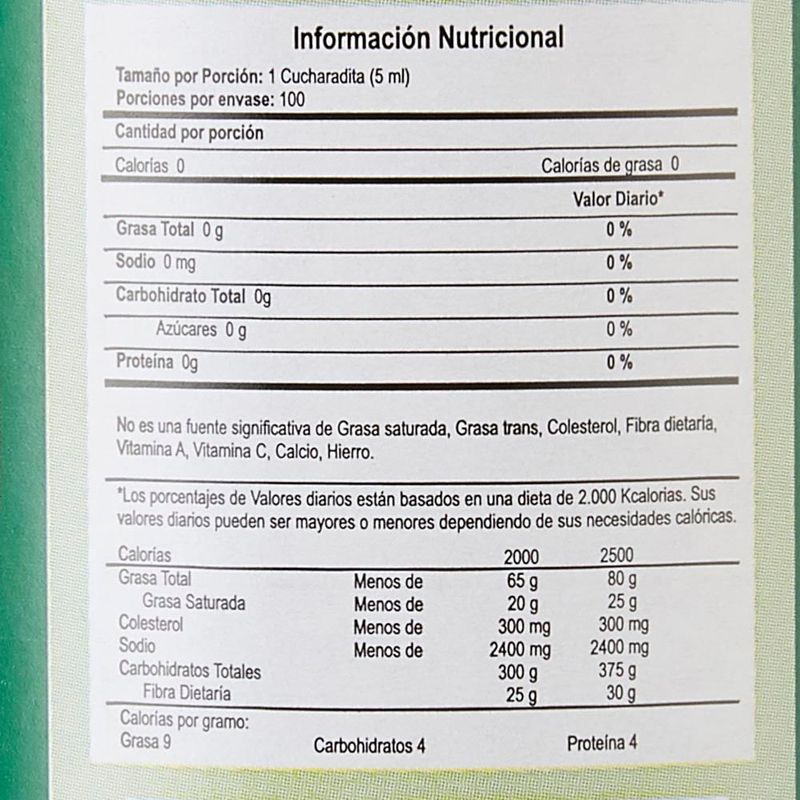 Información Nutricional
Tamaño por Porción: 1 Cucharadita (5 ml)
Porciones por envase: 100
Cantidad por porción
Calorías 0 Calorías de grasa 0
Valor Diario*
Grasa Total 0 g 0 %
Sodio 0 mg 0 %
Carbohidrato Total 0g 0 %
Azúcares 0 g 0 %
Proteína 0g 0 %
No es una fuente significativa de Grasa saturada, Grasa trans, Colesterol, Fibra dietaría,
Vitamina A, Vitamina C, Calcio, Hierro.
*Los porcentajes de Valores diarios están basados en una dieta de 2.000 Kcalorias. Sus
valores diarios pueden ser mayores o menores dependiendo de sus necesidades calóricas.
Calorías 2000 2500
Grasa Total Menos de 65 g 80 g
Grasa Saturada Menos de 20 g 25 g
Colesterol Menos de 300 mg 300 mg
Sodio Menos de 2400 mg 2400 mg
Carbohidratos Totales 300 g 375 g
Fibra Dietaría 25 g 30 g
Calorías por gramo:
Grasa 9 Carbohidratos 4 Proteína 4